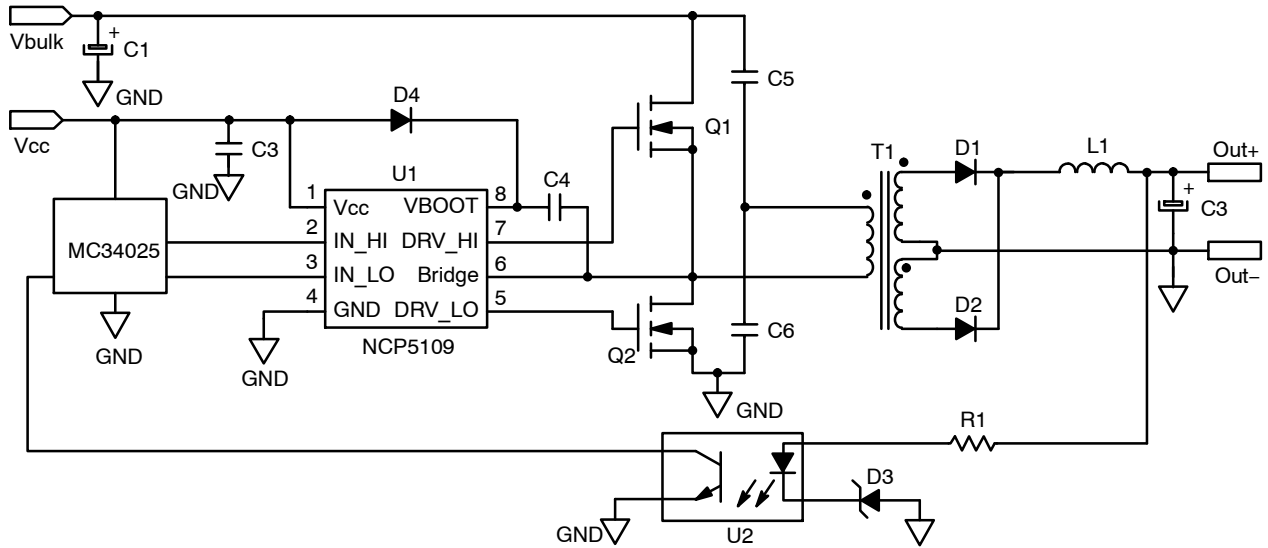 Vbulk
+
C1
GND
Vcc
C3
GND
D4
C5
Q1
U1
C4
1
Vcc
VBOOT
8
MC34025
2
IN_HI
DRV_HI
7
3
IN_LO
Bridge
6
4
GND
DRV_LO
5
NCP5109
GND
GND
Q2
C6
GND
T1
D1
L1
Out+
+
C3
Out−
D2
R1
D3
GND
U2